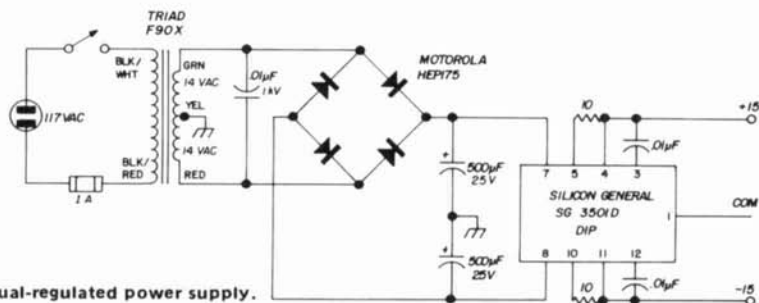 TRIAD
F90X
BLK/
WHT
GRN
14 VAC
YEL
14 VAC
BLK/
RED
RED
117VAC
1 A
.01µF
1 kV
MOTOROLA
HEP175
+
500µF
25V
+
500µF
25V
10
+15
.01µF
7
5
4
3
SILICON GENERAL
SG 3501D
DIP
1
COM
8
10
11
12
10
.01µF
-15
ual-regulated power supply.